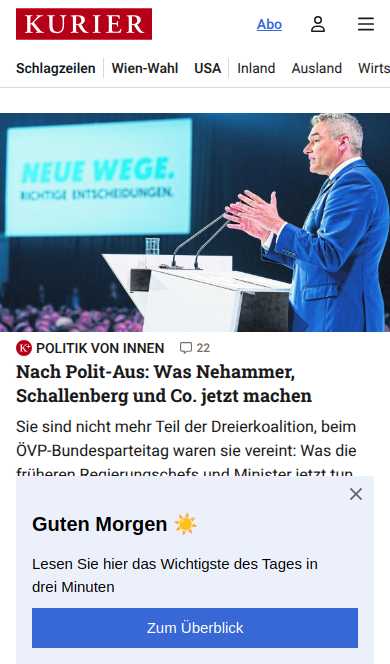 KURIER
Abo
Schlagzeilen Wien-Wahl USA Inland Ausland Wirts
NEUE WEGE.
RICHTIGE ENTSCHEIDUNGEN.
K+ POLITIK VON INNEN 22
Nach Polit-Aus: Was Nehammer,
Schallenberg und Co. jetzt machen
Sie sind nicht mehr Teil der Dreierkoalition, beim
ÖVP-Bundesparteitag waren sie vereint: Was die
früheren Regierungschefs und Minister jetzt tun
Guten Morgen ☀️
Lesen Sie hier das Wichtigste des Tages in
drei Minuten
Zum Überblick